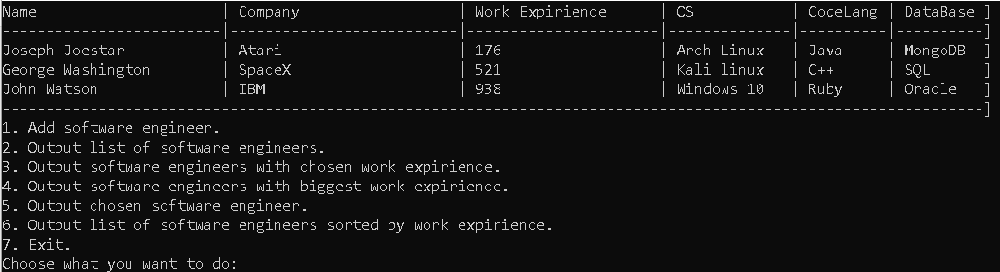 Name | Company | Work Expirience | OS | CodeLang | DataBase ]
-------------------------|--------------------------|----------------------|--------------|----------|----------]
Joseph Joestar | Atari | 176 | Arch Linux | Java | MongoDB ]
George Washington | SpaceX | 521 | Kali linux | C++ | SQL ]
John Watson | IBM | 938 | Windows 10 | Ruby | Oracle ]
----------------------------------------------------------------------------------------------------------------]
1. Add software engineer.
2. Output list of software engineers.
3. Output software engineers with chosen work expirience.
4. Output software engineers with biggest work expirience.
5. Output chosen software engineer.
6. Output list of software engineers sorted by work expirience.
7. Exit.
Choose what you want to do: